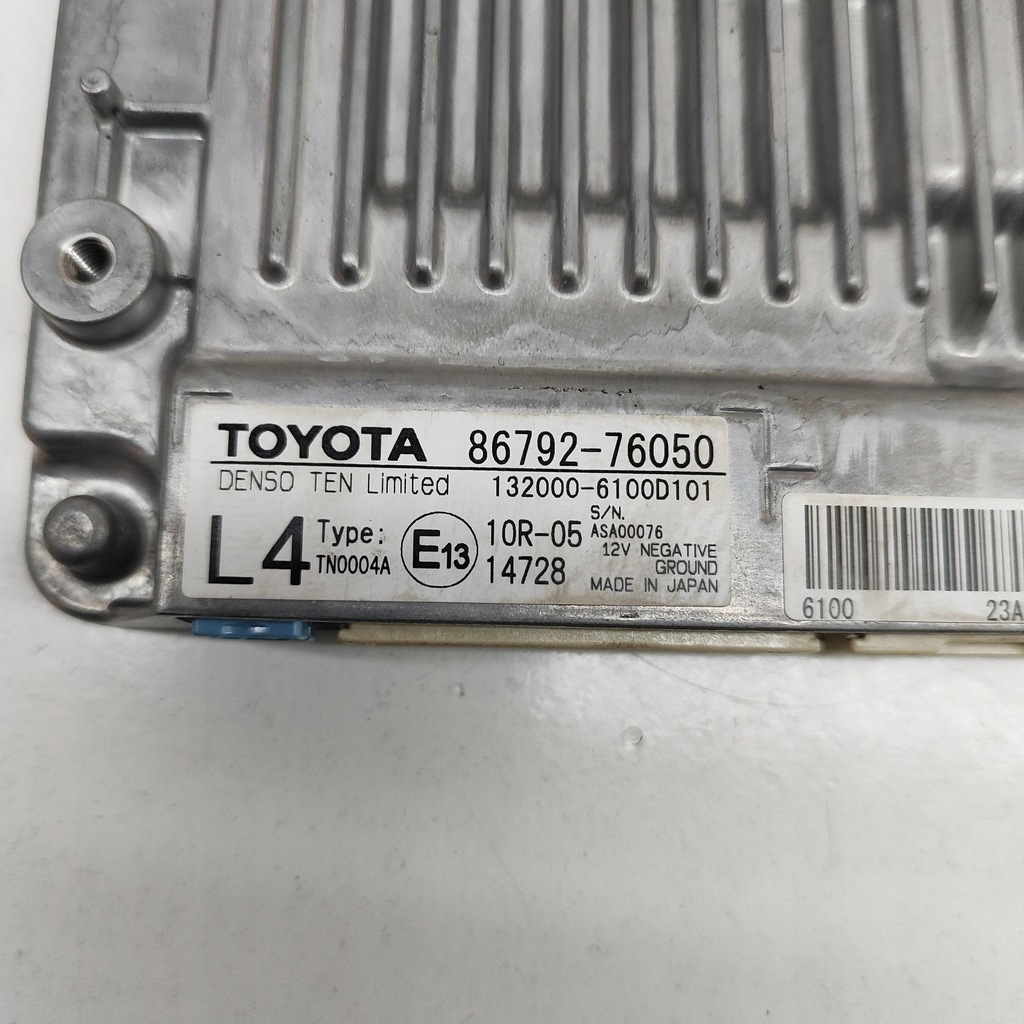 TOYOTA 86792-76050
DENSO TEN Limited 132000-6100D101
L4 Type: TN0004A E13 10R-05 14728
S/N.
ASA00076
12V NEGATIVE
GROUND
MADE IN JAPAN
6100 23A